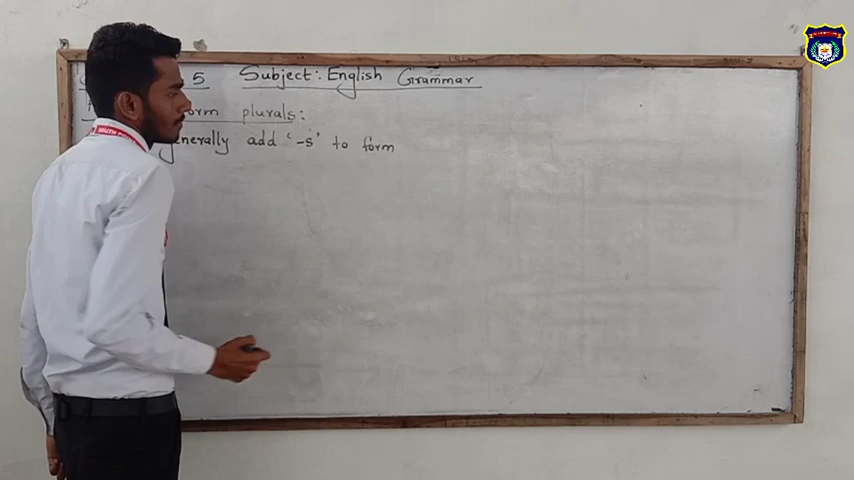 5 Subject: English Grammar
form plurals:
generally add '-s' to form